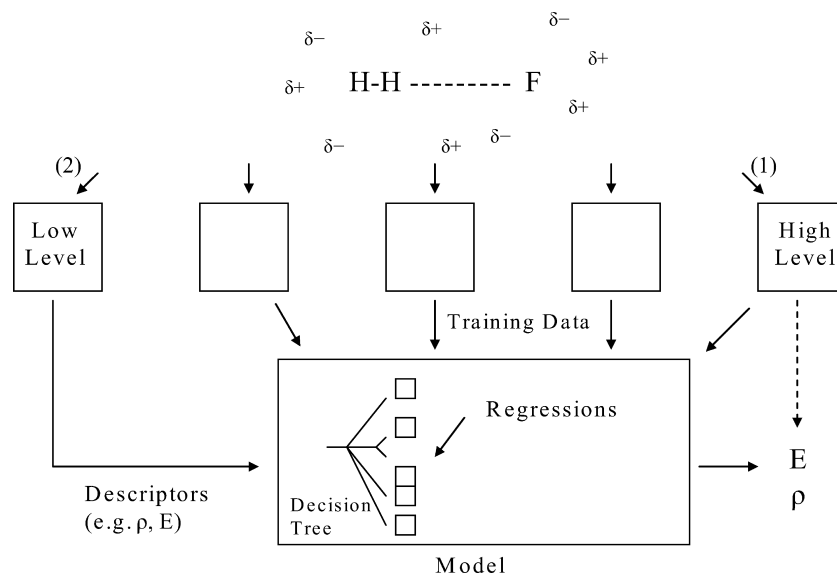 δ− δ+ δ−
δ+ H-H F δ+
δ+
δ− δ+ δ−
(2) (1)
Low
Level
High
Level
Training Data
Regressions
Descriptors
(e.g. ρ, E)
Decision
Tree
E
ρ
Model